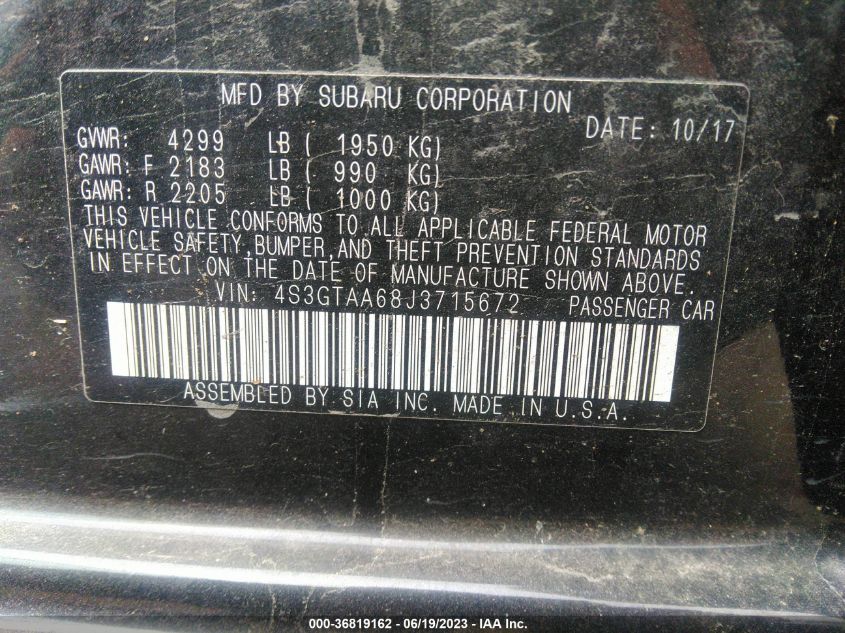 MFD BY SUBARU CORPORATION
DATE: 10/17
GVWR: 4299 LB ( 1950 KG)
GAWR: F 2183 LB ( 990 KG)
GAWR: R 2205 LB ( 1000 KG)
THIS VEHICLE CONFORMS TO ALL APPLICABLE FEDERAL MOTOR
VEHICLE SAFETY,BUMPER,AND THEFT PREVENTION STANDARDS
IN EFFECT ON THE DATE OF MANUFACTURE SHOWN ABOVE.
VIN: 4S3GTAA68J3715672 PASSENGER CAR
ASSEMBLED BY SIA INC. MADE IN U.S.A.
000-36819162 - 06/19/2023 - IAA Inc.